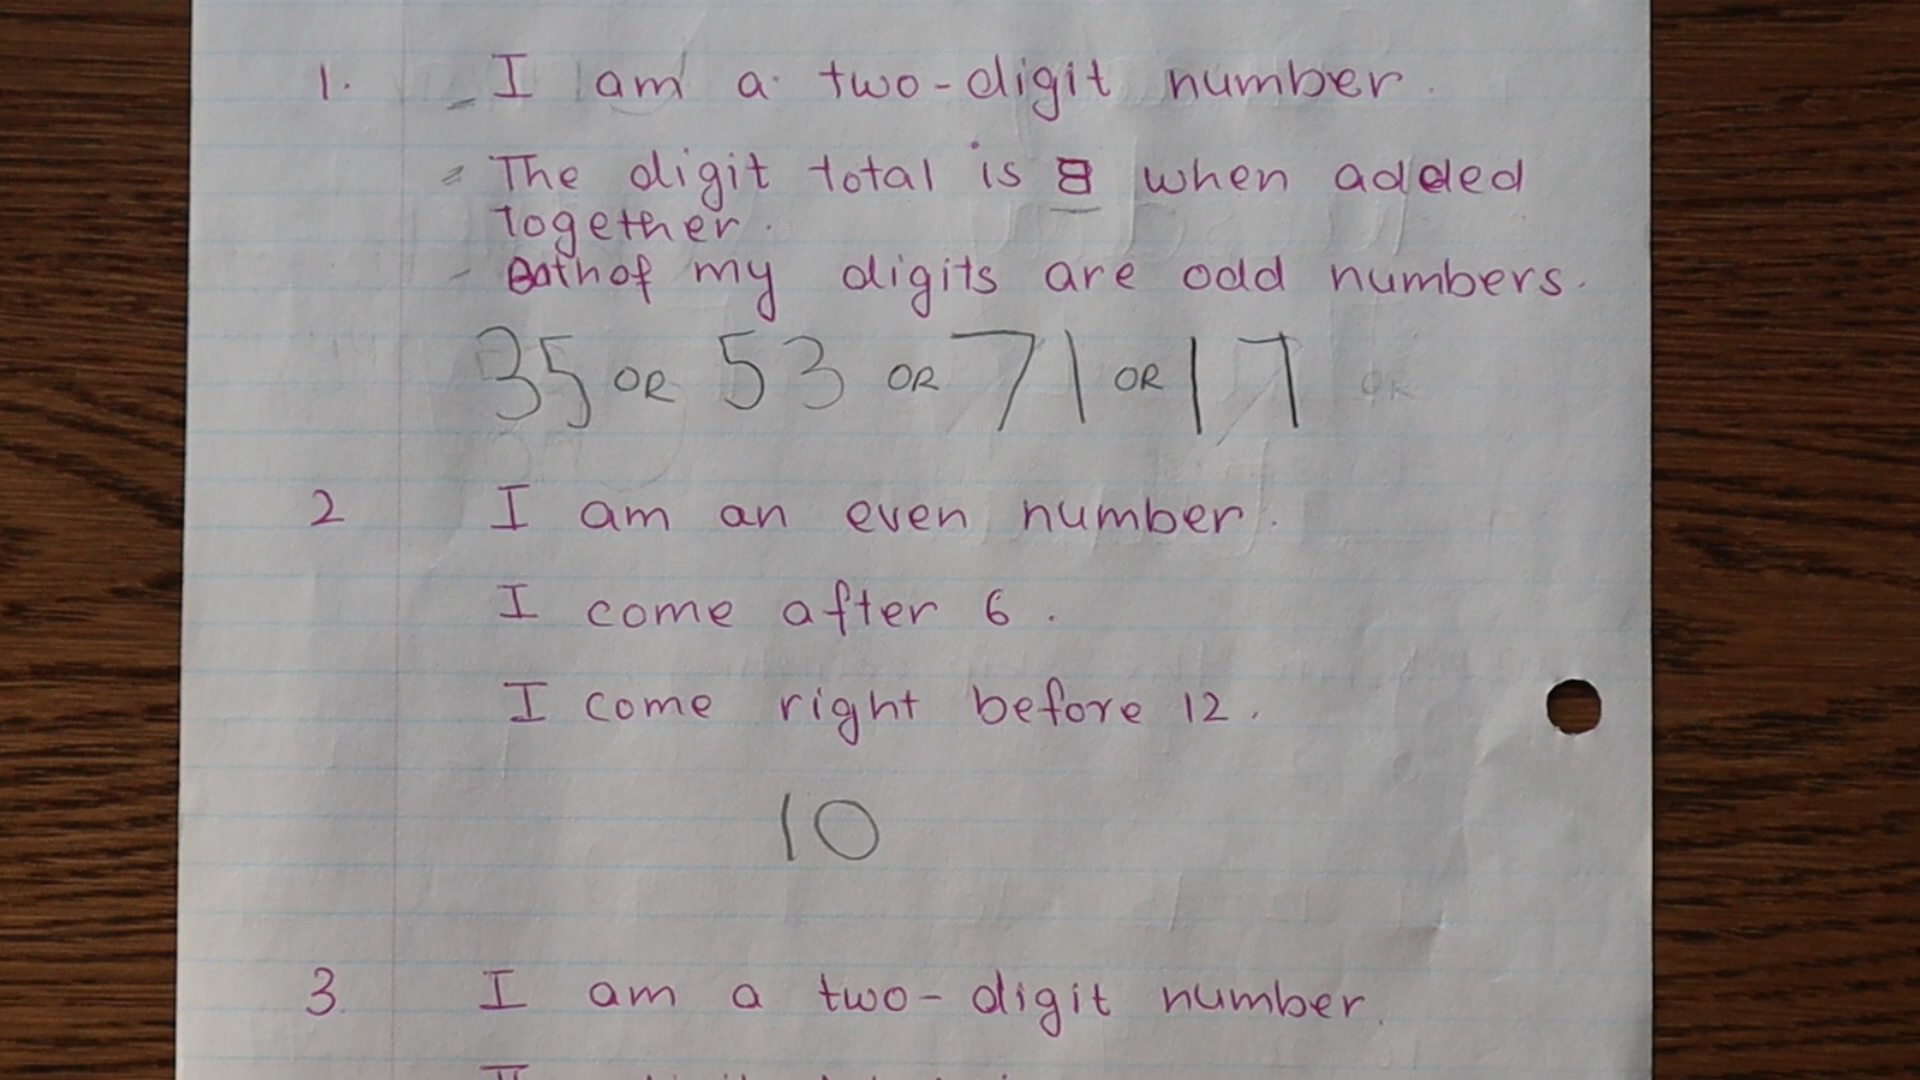 1. I am a two-digit number.
- The digit total is 8 when added
together.
- Both of my digits are odd numbers.
35 OR 53 OR 71 OR 17 OR
2 I am an even number.
I come after 6.
I come right before 12.
10
3. I am a two-digit number.